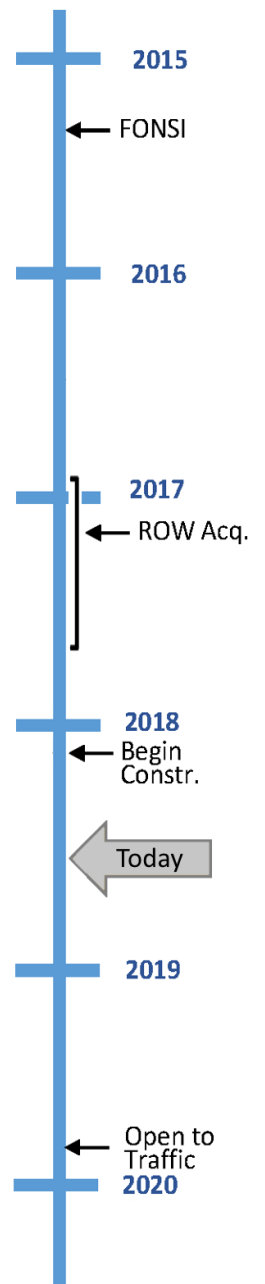 2015
FONSI
2016
2017
ROW Acq.
2018
Begin
Constr.
Today
2019
Open to
Traffic
2020